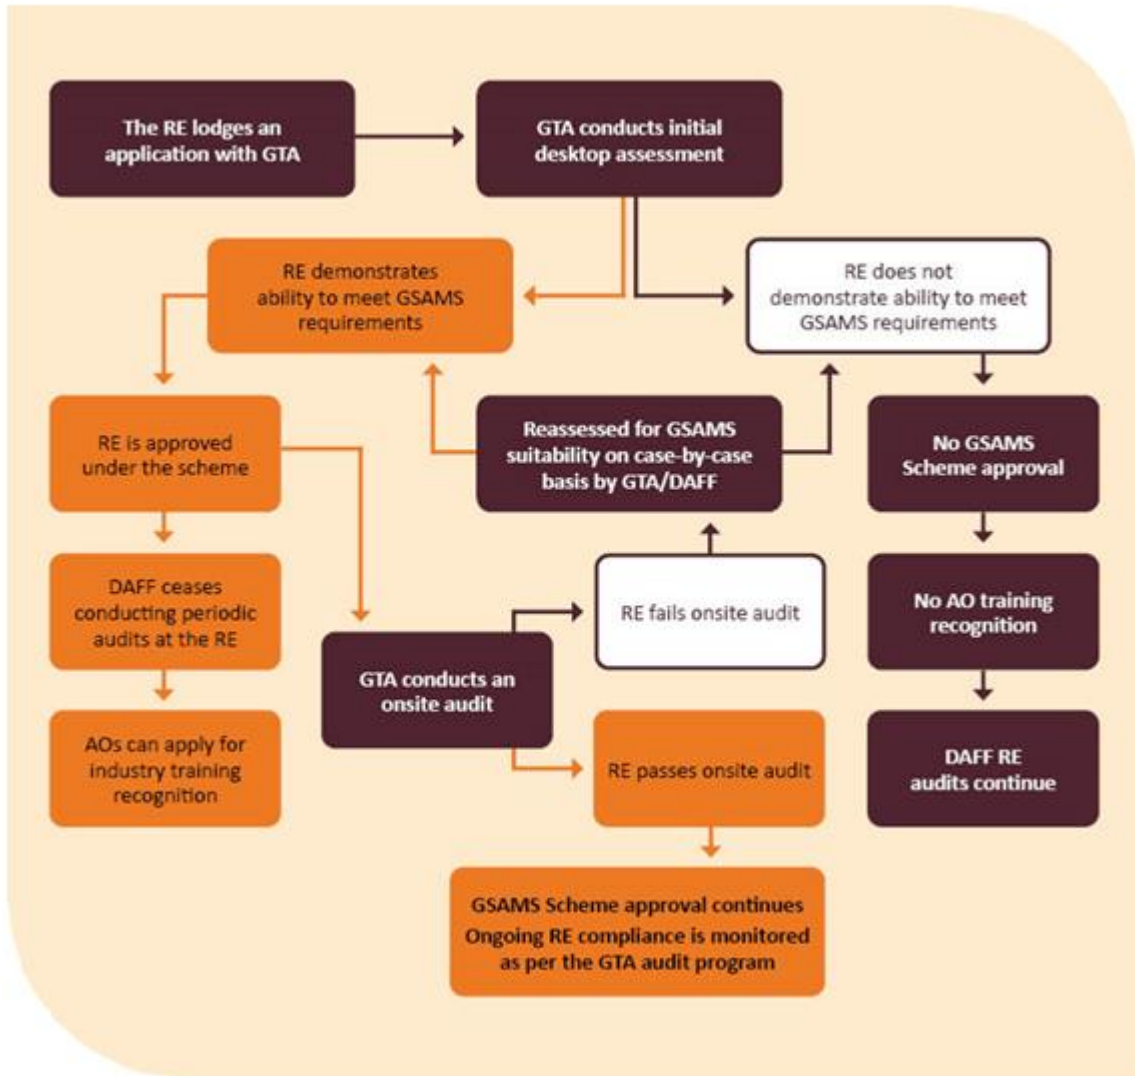 The RE lodges an
application with GTA
GTA conducts initial
desktop assessment
RE demonstrates
ability to meet GSAMS
requirements
RE does not
demonstrate ability to meet
GSAMS requirements
RE is approved
under the scheme
Reassessed for GSAMS
suitability on case-by-case
basis by GTA/DAFF
No GSAMS
Scheme approval
DAFF ceases
conducting periodic
audits at the RE
RE fails onsite audit
No AO training
recognition
GTA conducts an
onsite audit
AOs can apply for
industry training
recognition
RE passes onsite audit
DAFF RE
audits continue
GSAMS Scheme approval continues
Ongoing RE compliance is monitored
as per the GTA audit program